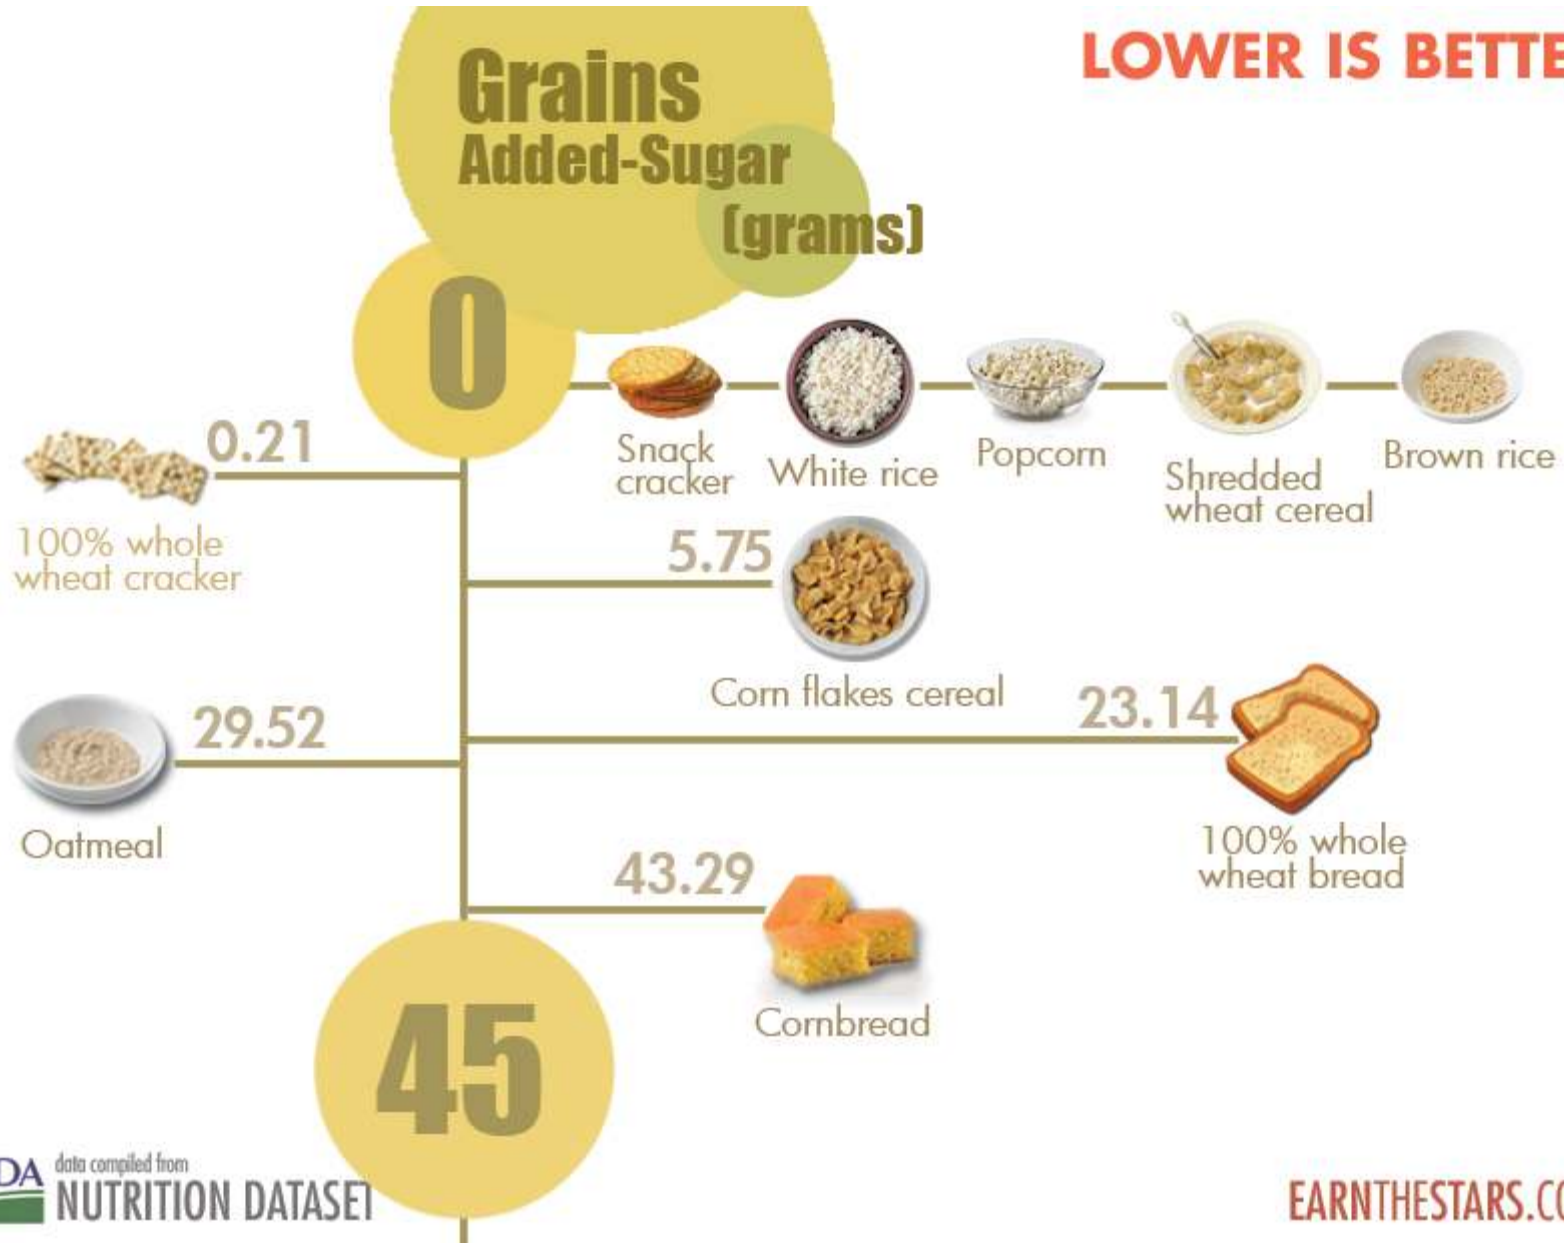 Grains
Added-Sugar
(grams)
LOWER IS BETTE
0
Snack
cracker
White rice
Popcorn
Shredded
wheat cereal
Brown rice
0.21
100% whole
wheat cracker
5.75
Corn flakes cereal
23.14
100% whole
wheat bread
29.52
Oatmeal
43.29
Cornbread
45
DA data compiled from
NUTRITION DATASET
EARNTHESTARS.CO